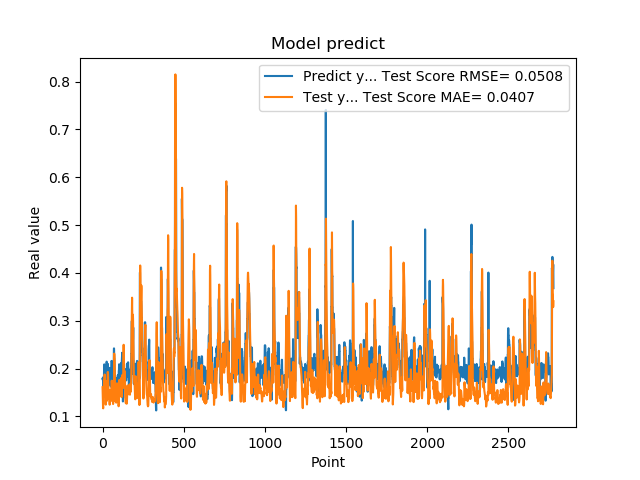 Model predict
Predict y... Test Score RMSE= 0.0508
Test y... Test Score MAE= 0.0407
0.8
0.7
0.6
0.5
0.4
0.3
0.2
0.1
Real value
0 500 1000 1500 2000 2500
Point